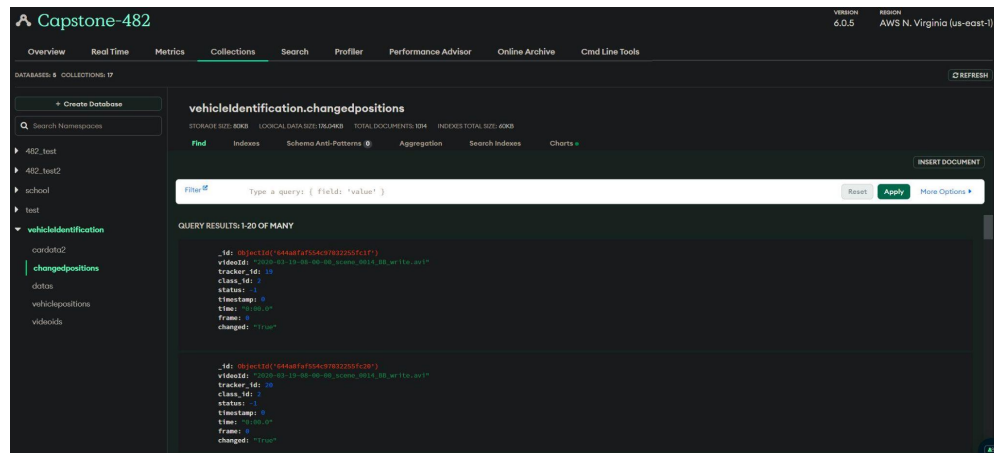 Capstone-482
VERSION
6.0.5
REGION
AWS N. Virginia (us-east-1)
Overview Real Time Metrics Collections Search Profiler Performance Advisor Online Archive Cmd Line Tools
DATABASES: 5 COLLECTIONS: 17
REFRESH
+ Create Database
Search Namespaces
482_test
482_test2
school
test
vehicleIdentification
cardata2
changedpositions
datas
vehiclepositions
videoids
vehicleIdentification.changedpositions
STORAGE SIZE: 80KB LOGICAL DATA SIZE: 176.04KB TOTAL DOCUMENTS: 1014 INDEXES TOTAL SIZE: 60KB
Find Indexes Schema Anti-Patterns 0 Aggregation Search Indexes Charts
INSERT DOCUMENT
Filter Type a query: { field: 'value' } Reset Apply More Options
QUERY RESULTS: 1-20 OF MANY
_id: ObjectId('644a8faf554c97032255fc1f')
videoId: "2020-03-19-08-00-00_scene_0014_BB_write.avi"
tracker_id: 19
class_id: 2
status: -1
timestamp: 0
time: "0:00.0"
frame: 0
changed: "True"
_id: ObjectId('644a8faf554c97032255fc20')
videoId: "2020-03-19-08-00-00_scene_0014_BB_write.avi"
tracker_id: 20
class_id: 2
status: -1
timestamp: 0
time: "0:00.0"
frame: 0
changed: "True"